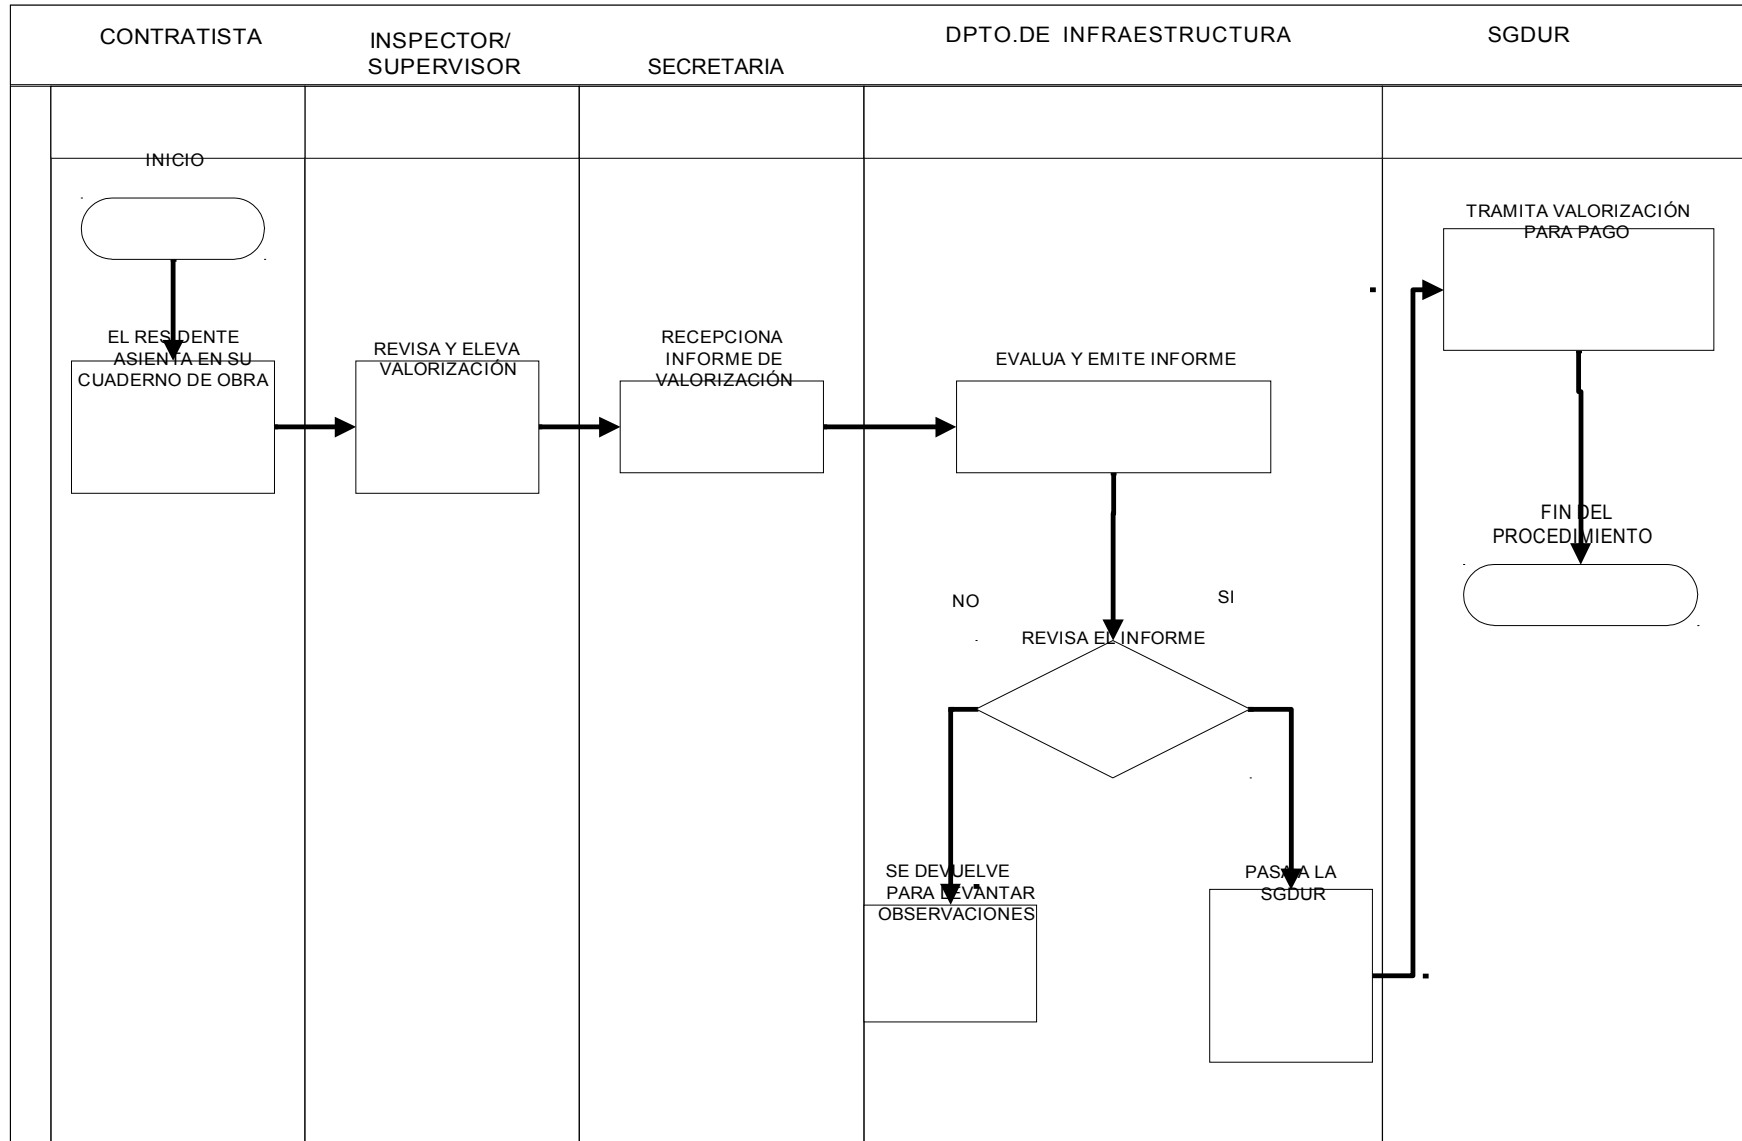 CONTRATISTA
INSPECTOR/
SUPERVISOR
SECRETARIA
DPTO.DE INFRAESTRUCTURA
SGDUR
INICIO
EL RESIDENTE
ASIENTA EN SU
CUADERNO DE OBRA
REVISA Y ELEVA
VALORIZACIÓN
RECEPCIONA
INFORME DE
VALORIZACIÓN
EVALUA Y EMITE INFORME
TRAMITA VALORIZACIÓN
PARA PAGO
FIN DEL
PROCEDIMIENTO
NO
SI
REVISA EL INFORME
SE DEVUELVE
PARA LEVANTAR
OBSERVACIONES
PASA A LA
SGDUR